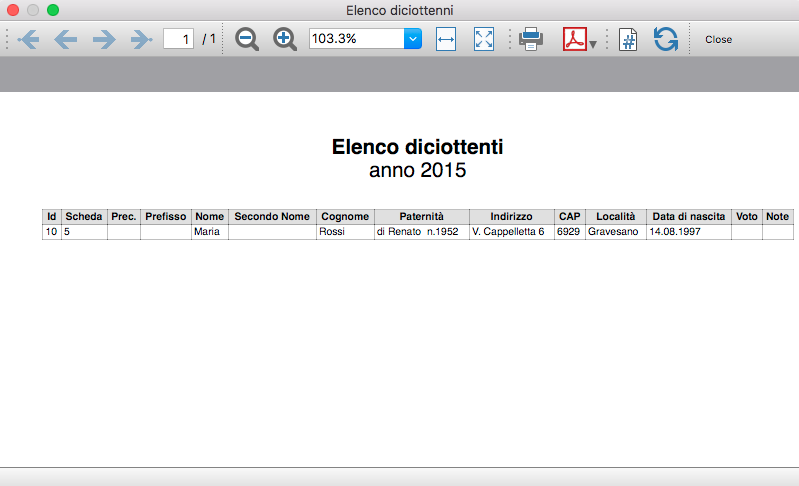 Elenco diciottenni
1 / 1 103.3% Close
Elenco diciottenti
anno 2015
Id Scheda Prec. Prefisso Nome Secondo Nome Cognome Paternità Indirizzo CAP Località Data di nascita Voto Note
10 5 Maria Rossi di Renato n.1952 V. Cappelletta 6 6929 Gravesano 14.08.1997